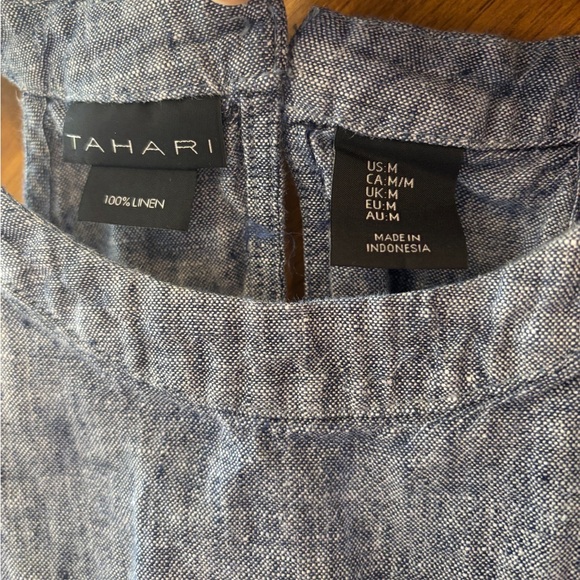 TAHARI
100% LINEN
US:M
CA:M/M
UK:M
EU:M
AU:M
MADE IN
INDONESIA